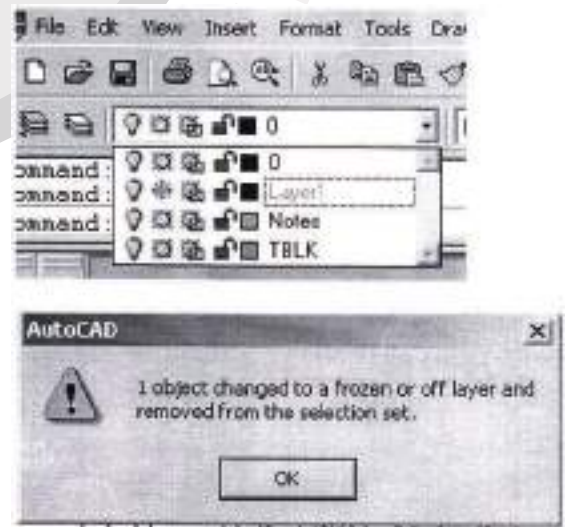 File Edit View Insert Format Tools Dra
0
ommand: 0
ommand: Layer1
ommand: Notes
TBLK
AutoCAD
1 object changed to a frozen or off layer and
removed from the selection set.
OK